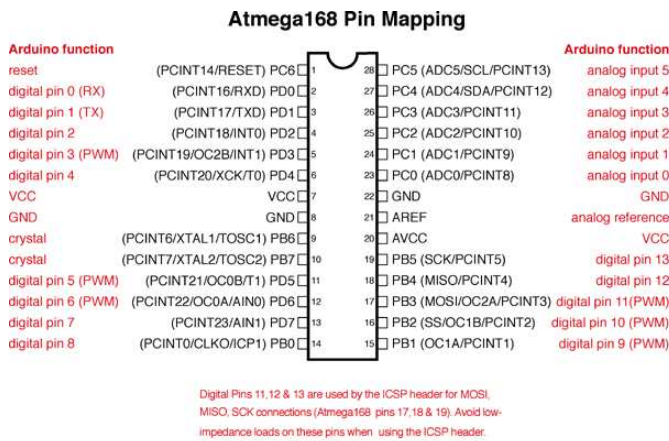 Atmega168 Pin Mapping
Arduino function Arduino function
reset (PCINT14/RESET) PC6 1 28 PC5 (ADC5/SCL/PCINT13) analog input 5
digital pin 0 (RX) (PCINT16/RXD) PD0 2 27 PC4 (ADC4/SDA/PCINT12) analog input 4
digital pin 1 (TX) (PCINT17/TXD) PD1 3 26 PC3 (ADC3/PCINT11) analog input 3
digital pin 2 (PCINT18/INT0) PD2 4 25 PC2 (ADC2/PCINT10) analog input 2
digital pin 3 (PWM) (PCINT19/OC2B/INT1) PD3 5 24 PC1 (ADC1/PCINT9) analog input 1
digital pin 4 (PCINT20/XCK/T0) PD4 6 23 PC0 (ADC0/PCINT8) analog input 0
VCC VCC 7 22 GND GND
GND GND 8 21 AREF analog reference
crystal (PCINT6/XTAL1/TOSC1) PB6 9 20 AVCC VCC
crystal (PCINT7/XTAL2/TOSC2) PB7 10 19 PB5 (SCK/PCINT5) digital pin 13
digital pin 5 (PWM) (PCINT21/OC0B/T1) PD5 11 18 PB4 (MISO/PCINT4) digital pin 12
digital pin 6 (PWM) (PCINT22/OC0A/AIN0) PD6 12 17 PB3 (MOSI/OC2A/PCINT3) digital pin 11(PWM)
digital pin 7 (PCINT23/AIN1) PD7 13 16 PB2 (SS/OC1B/PCINT2) digital pin 10 (PWM)
digital pin 8 (PCINT0/CLKO/ICP1) PB0 14 15 PB1 (OC1A/PCINT1) digital pin 9 (PWM)
Digital Pins 11,12 & 13 are used by the ICSP header for MOSI,
MISO, SCK connections (Atmega168 pins 17,18 & 19). Avoid low-
impedance loads on these pins when using the ICSP header.